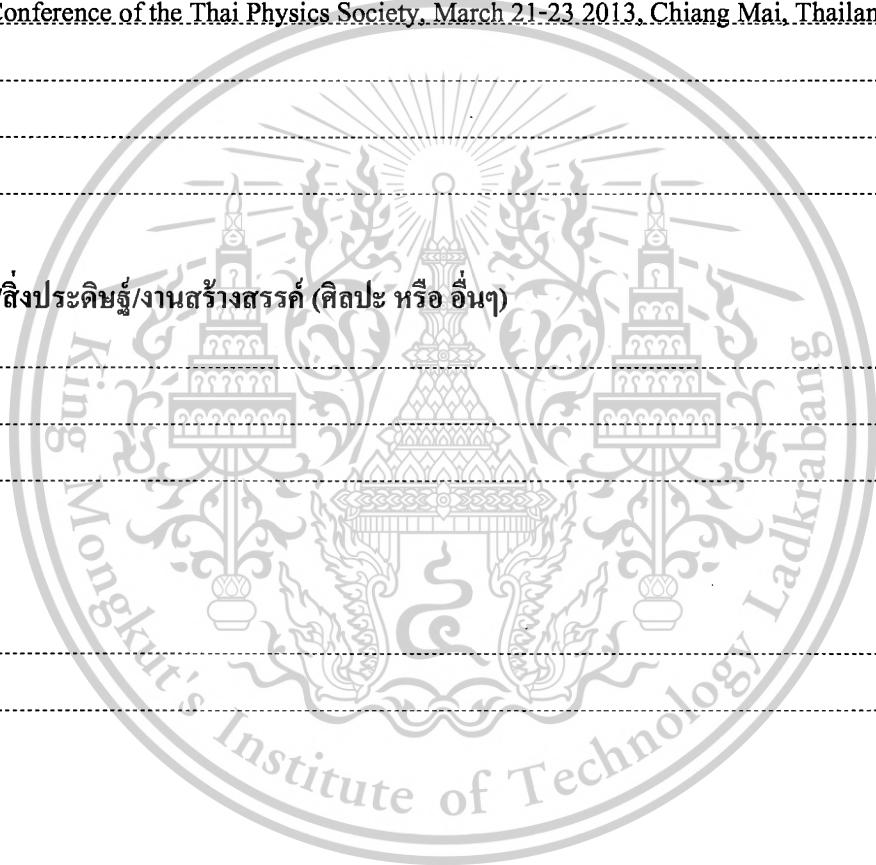 Conference of the Thai Physics Society, March 21-23 2013, Chiang Mai, Thailan
/สิ่งประดิษฐ์/งานสร้างสรรค์ (ศิลปะ หรือ อื่นๆ)
King Mongkut's Institute of Technology Ladkrabang